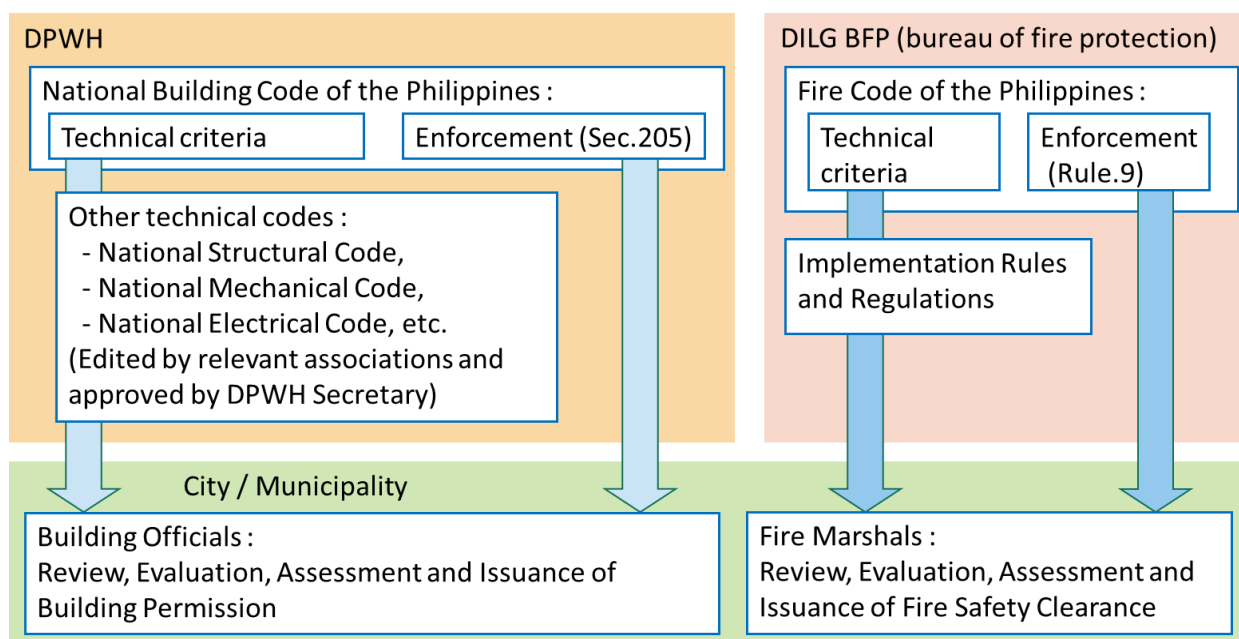 DPWH
National Building Code of the Philippines :
Technical criteria
Enforcement (Sec.205)
Other technical codes :
- National Structural Code,
- National Mechanical Code,
- National Electrical Code, etc.
(Edited by relevant associations and
approved by DPWH Secretary)
DILG BFP (bureau of fire protection)
Fire Code of the Philippines :
Technical
criteria
Enforcement
(Rule.9)
Implementation Rules
and Regulations
City / Municipality
Building Officials :
Review, Evaluation, Assessment and Issuance of
Building Permission
Fire Marshals :
Review, Evaluation, Assessment and
Issuance of Fire Safety Clearance